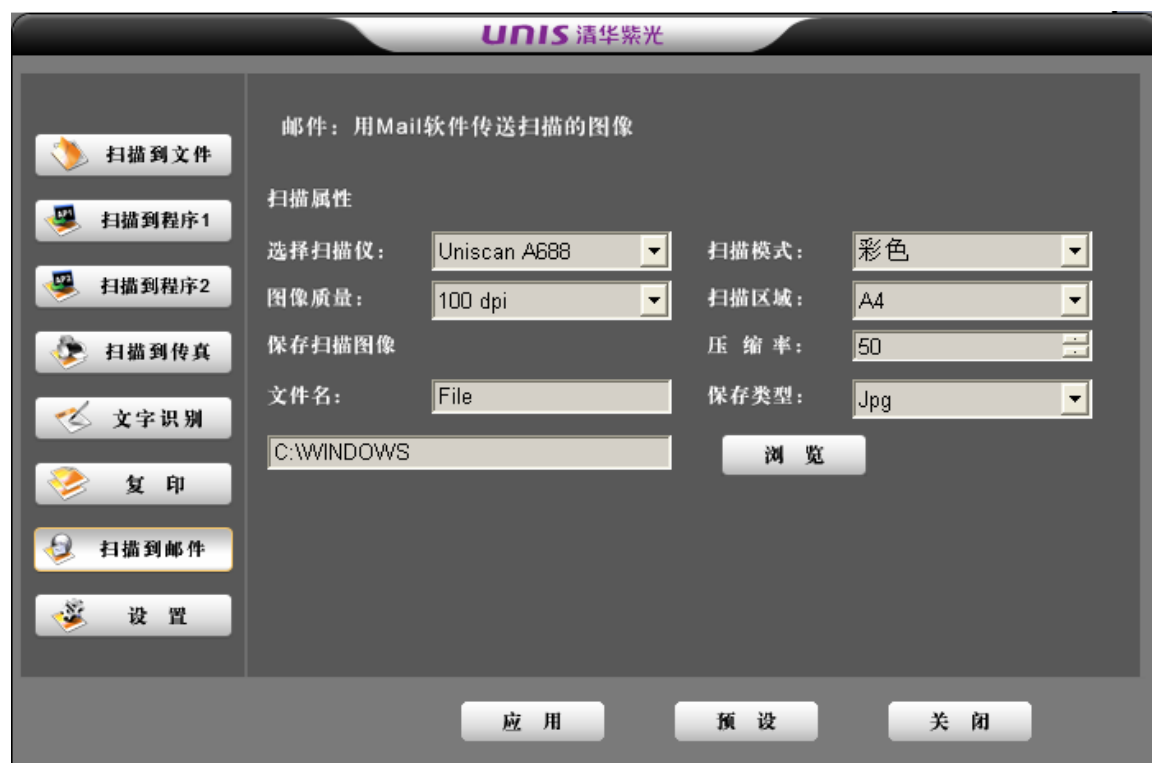 UNIS 清华紫光
扫描到文件
扫描到程序1
扫描到程序2
扫描到传真
文字识别
复 印
扫描到邮件
设 置
邮件：用Mail软件传送扫描的图像
扫描属性
选择扫描仪： Uniscan A688 扫描模式： 彩色
图像质量： 100 dpi 扫描区域： A4
保存扫描图像 压 缩 率： 50
文件名： File 保存类型： Jpg
C:\WINDOWS 浏 览
应 用 预 设 关 闭